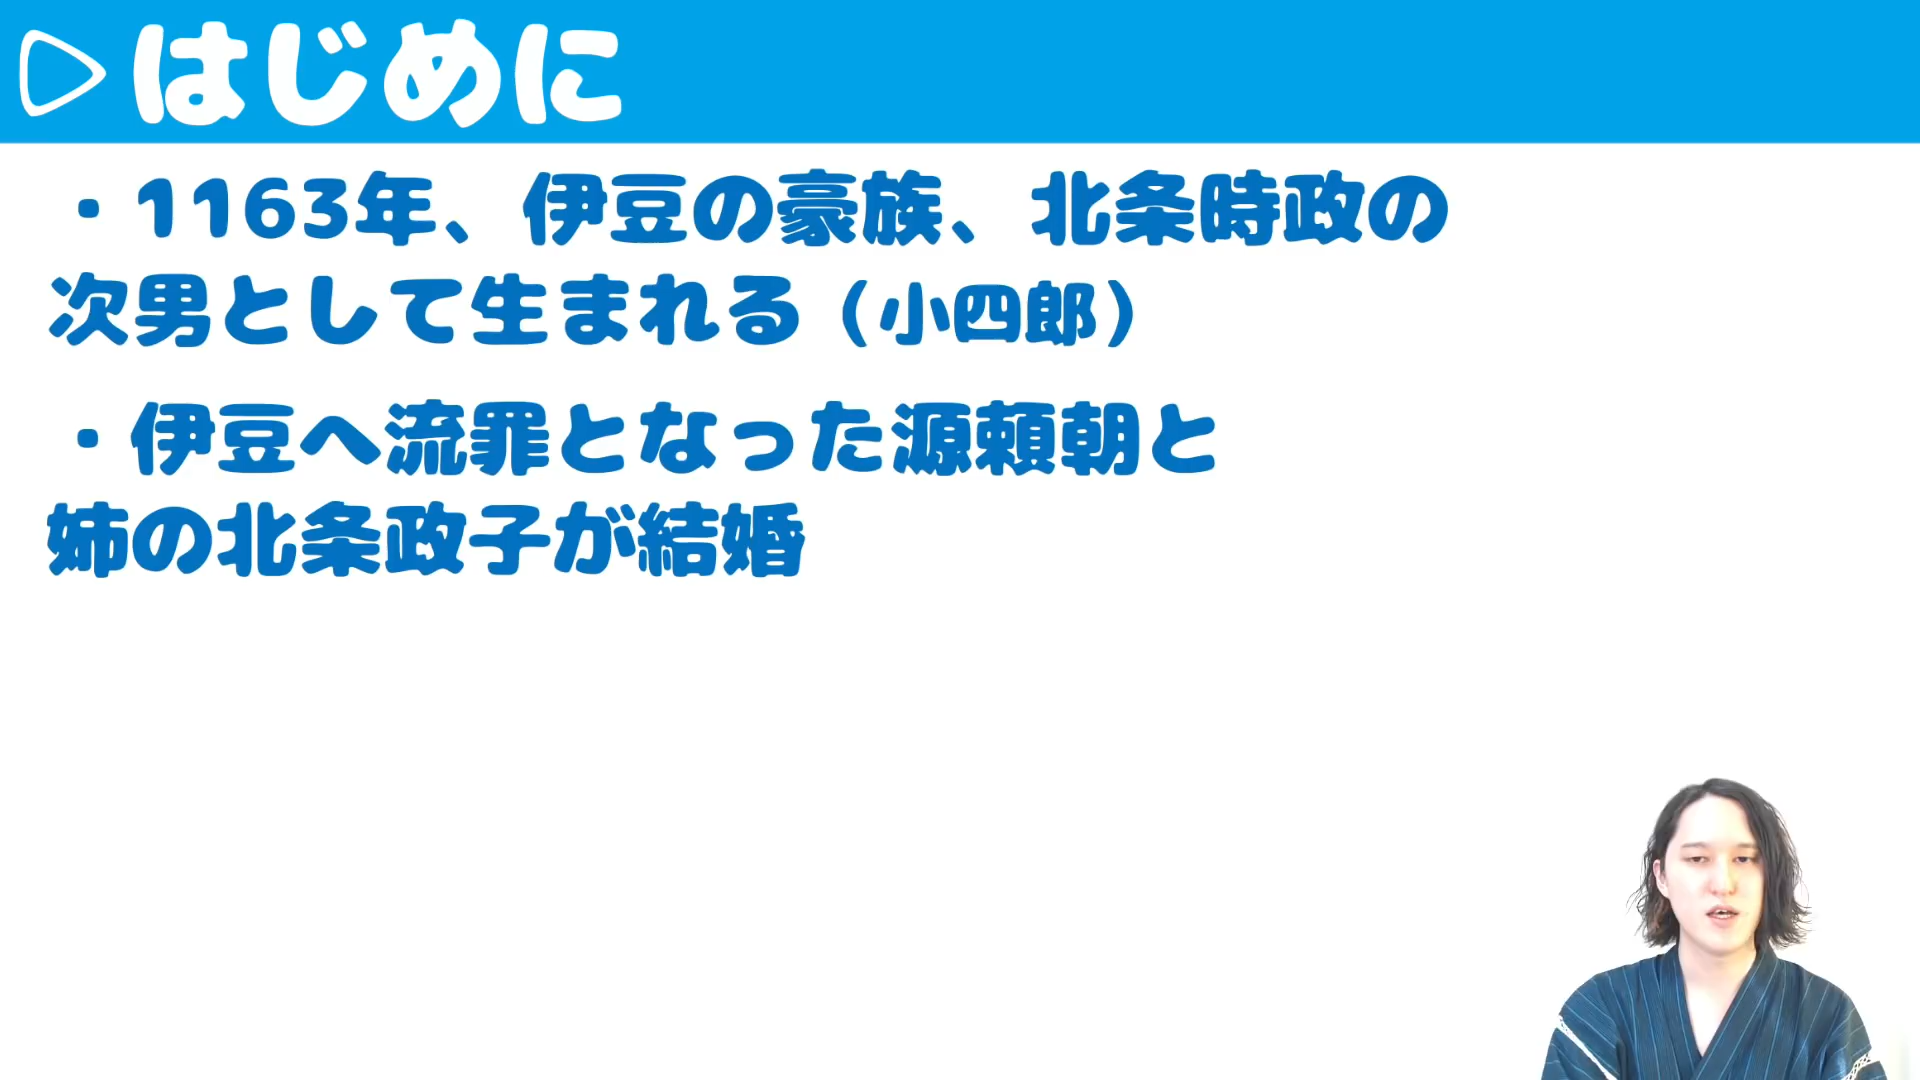 はじめに
・1163年、伊豆の豪族、北条時政の
次男として生まれる（小四郎）
・伊豆へ流罪となった源頼朝と
姉の北条政子が結婚